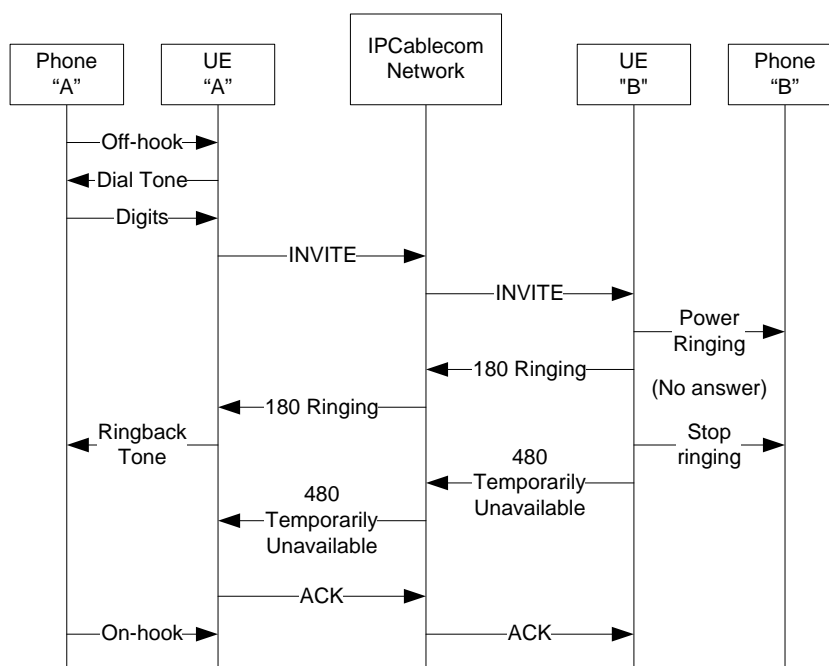 Phone
“A”
UE
“A”
IPCablecom
Network
UE
"B"
Phone
“B”
Off-hook
Dial Tone
Digits
INVITE
INVITE
Power
Ringing
180 Ringing
(No answer)
180 Ringing
Ringback
Tone
Stop
ringing
480
Temporarily
Unavailable
480
Temporarily
Unavailable
ACK
On-hook
ACK